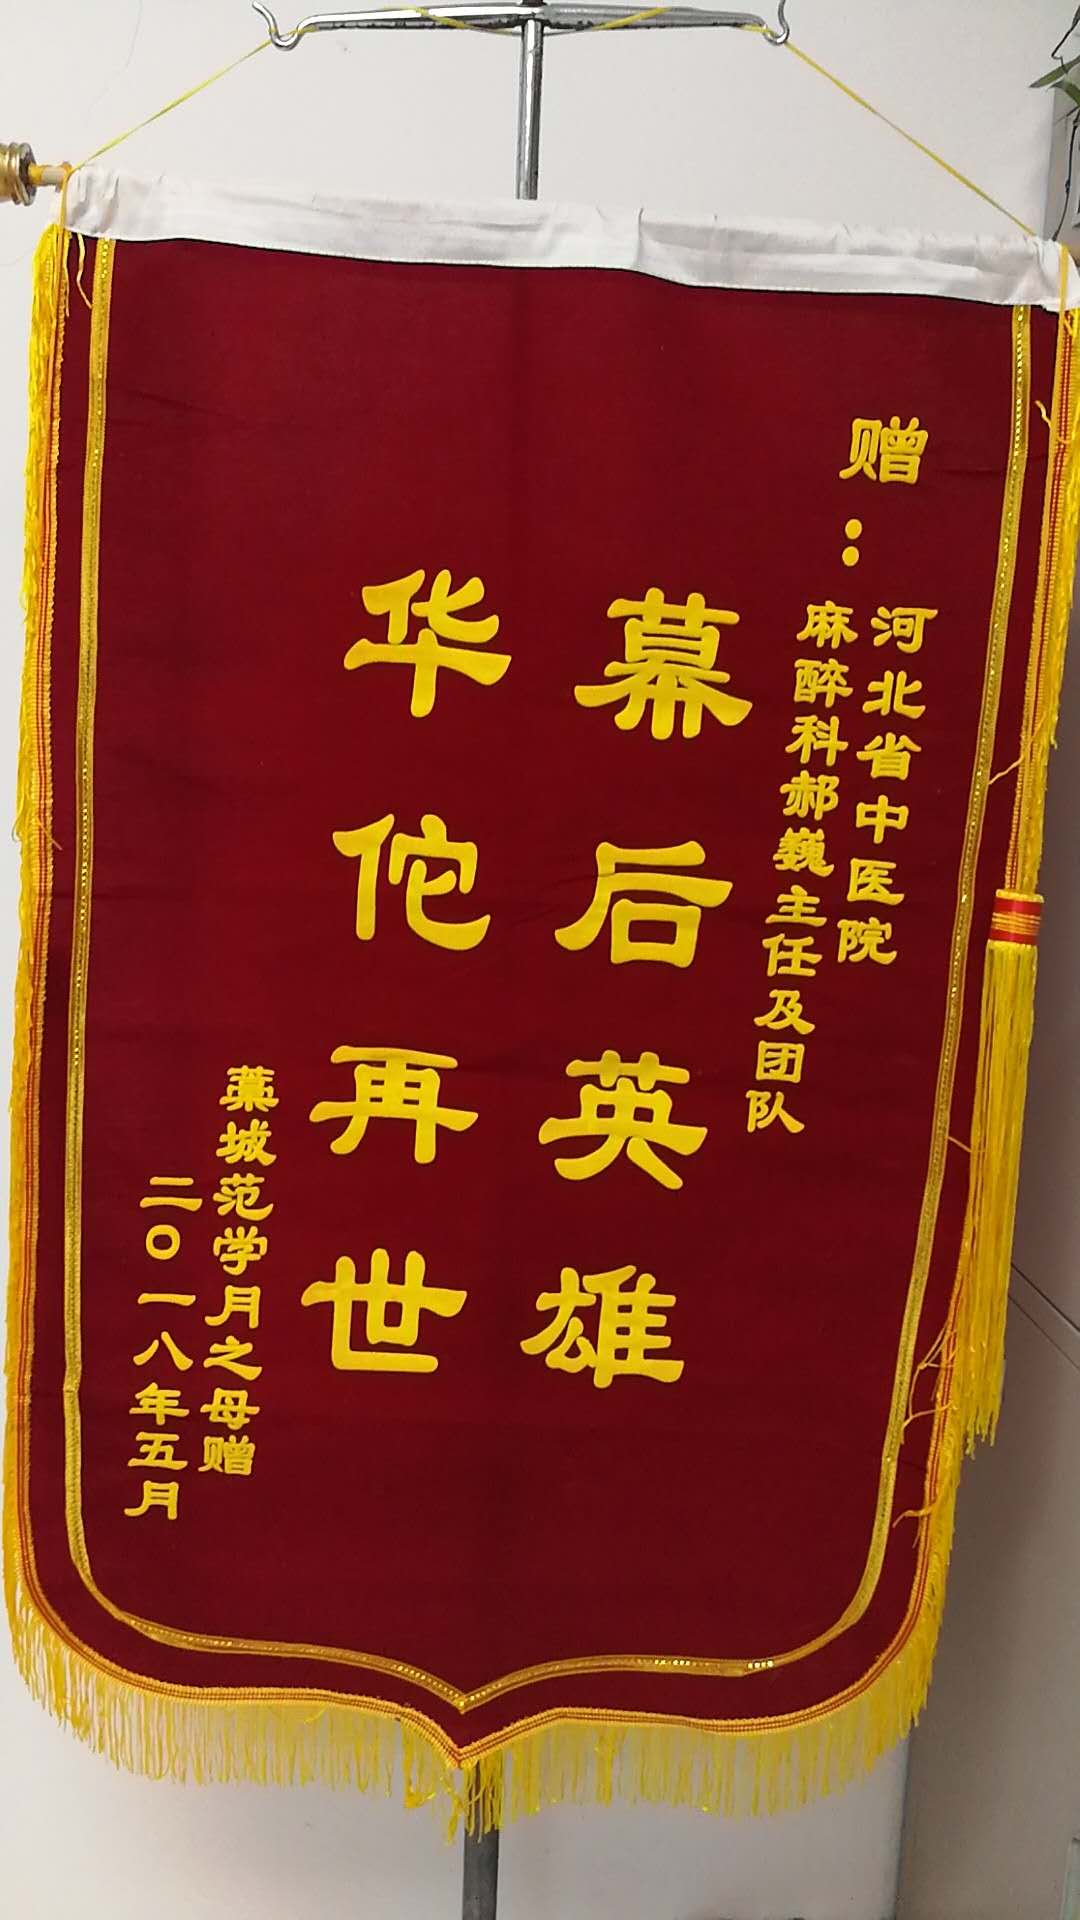 赠：
河北省中医院
麻醉科郝巍主任及团队
幕后英雄
华佗再世
藁城范学月之母赠
二〇一八年五月